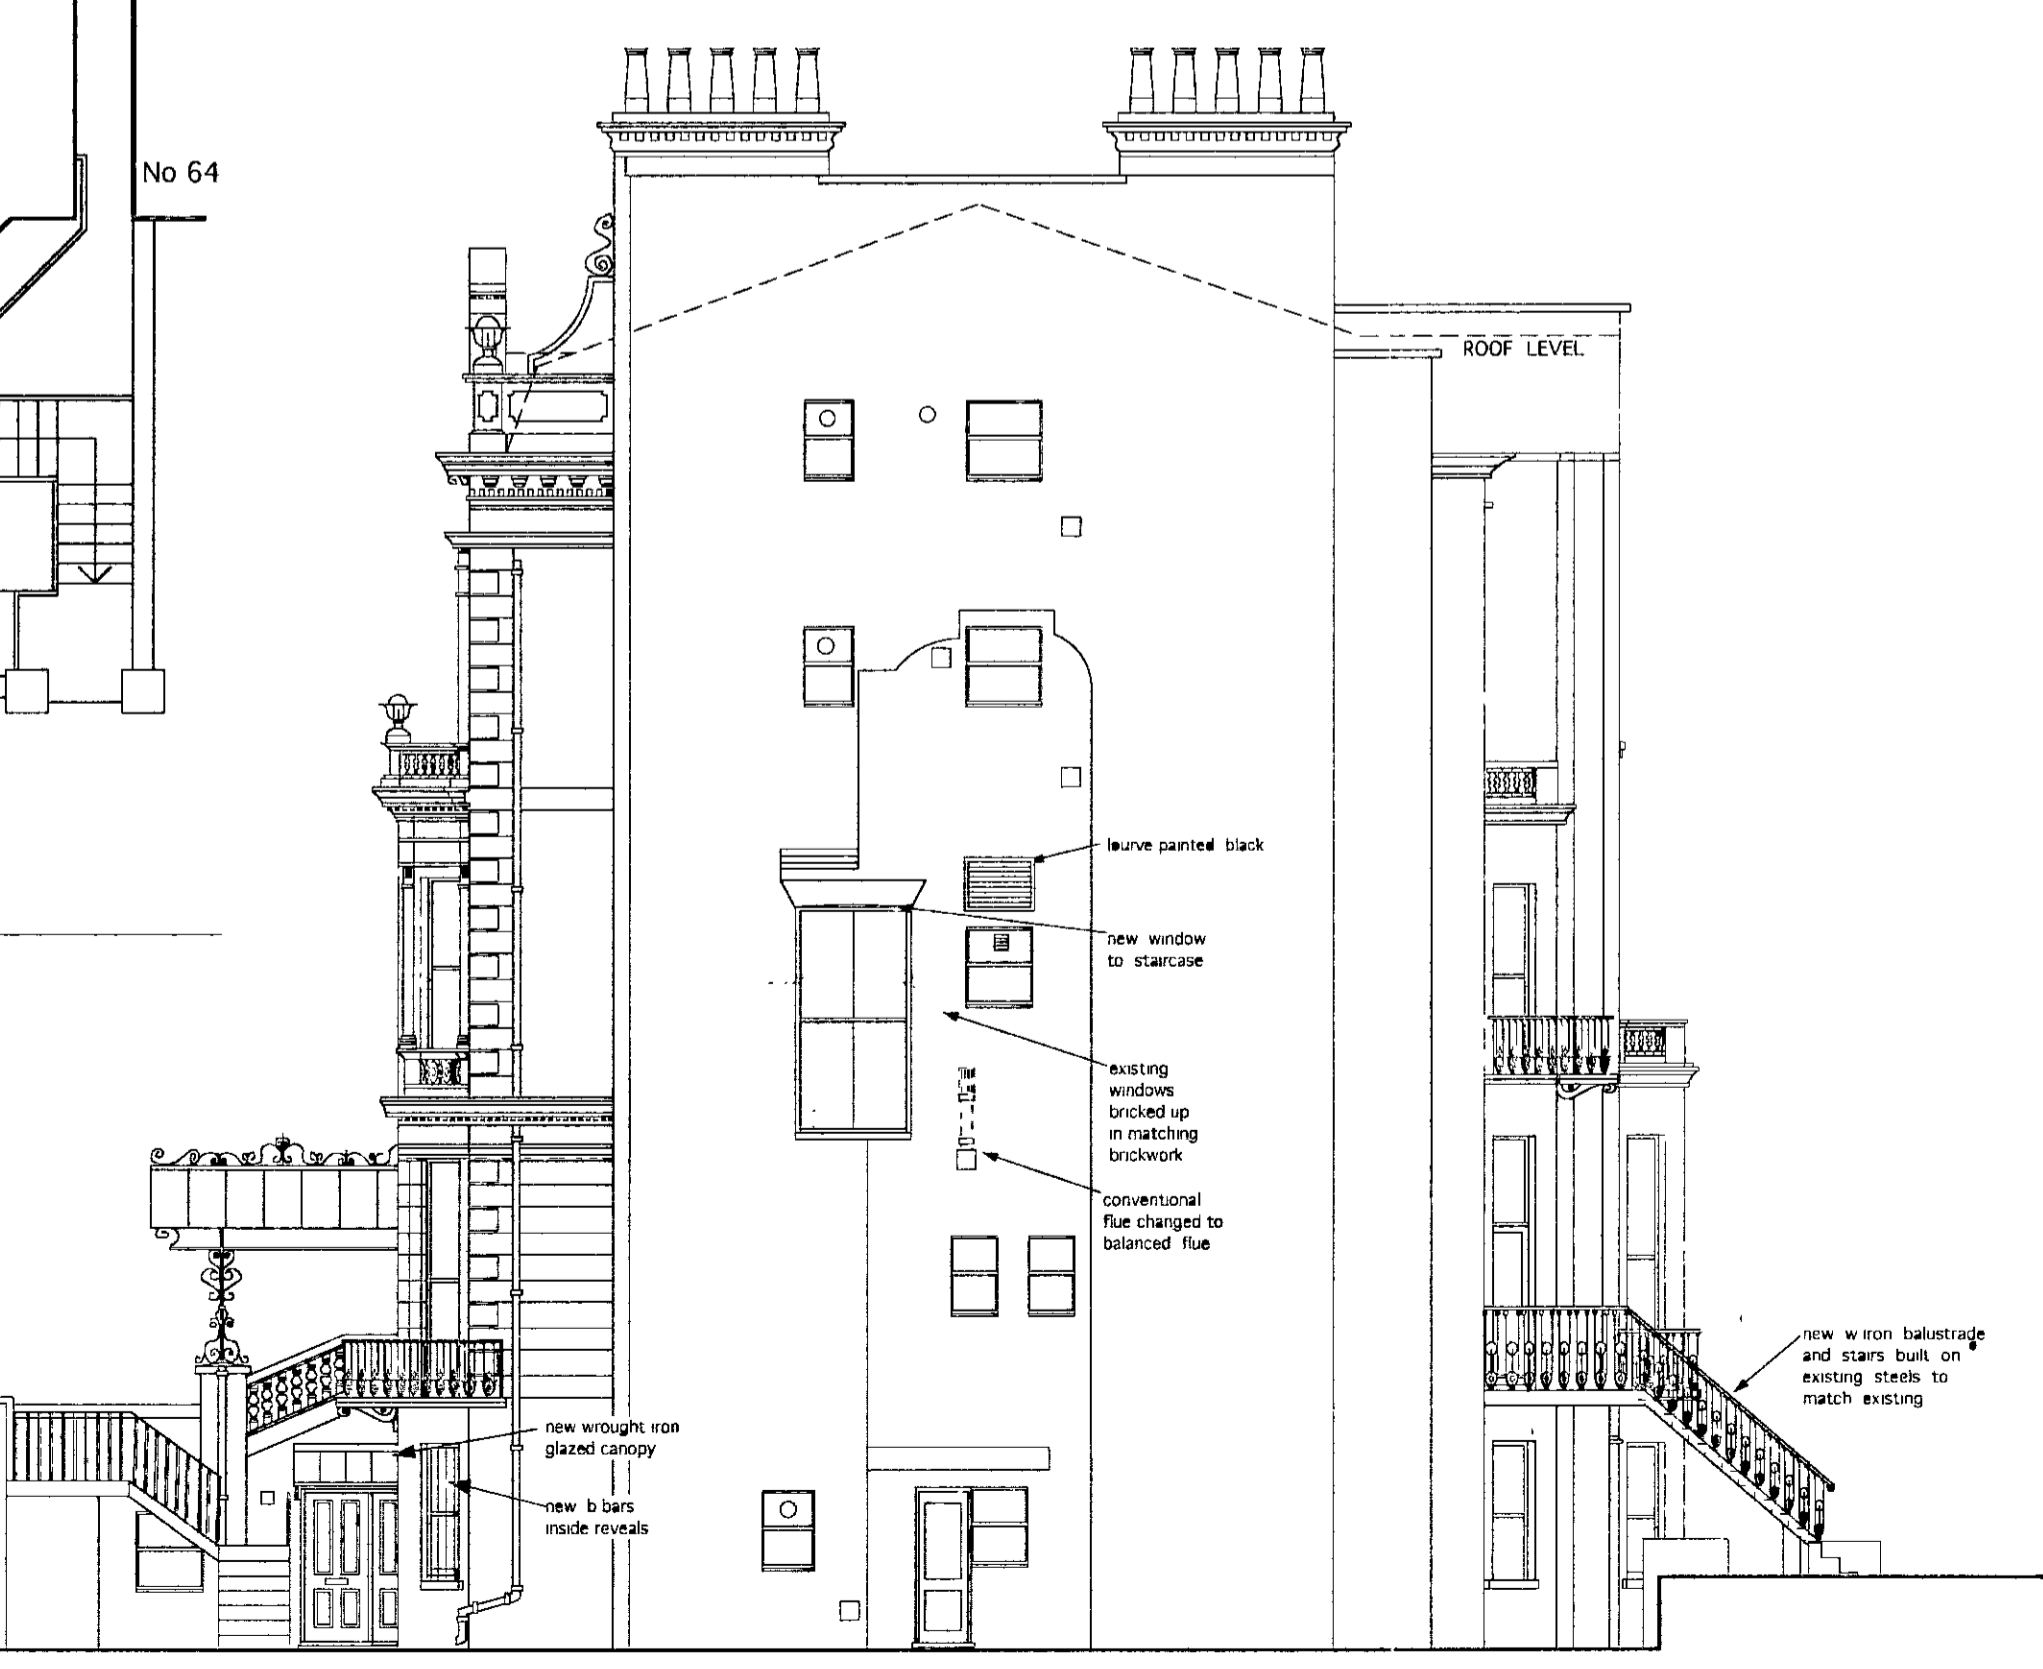 No 64
ROOF LEVEL
lourve painted black
new window
to staircase
existing
windows
bricked up
in matching
brickwork
conventional
flue changed to
balanced flue
new w iron balustrade
and stairs built on
existing steels to
match existing
new wrought iron
glazed canopy
new b bars
inside reveals